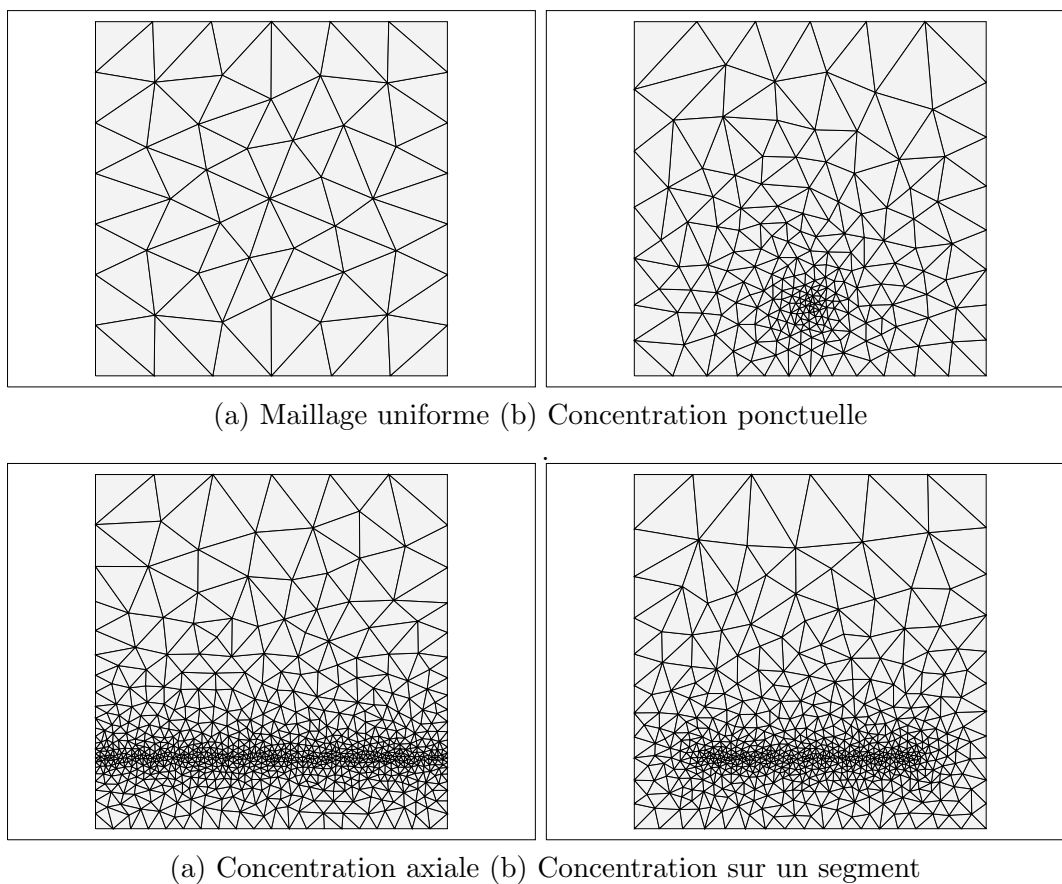 (a) Maillage uniforme (b) Concentration ponctuelle
.
(a) Concentration axiale (b) Concentration sur un segment